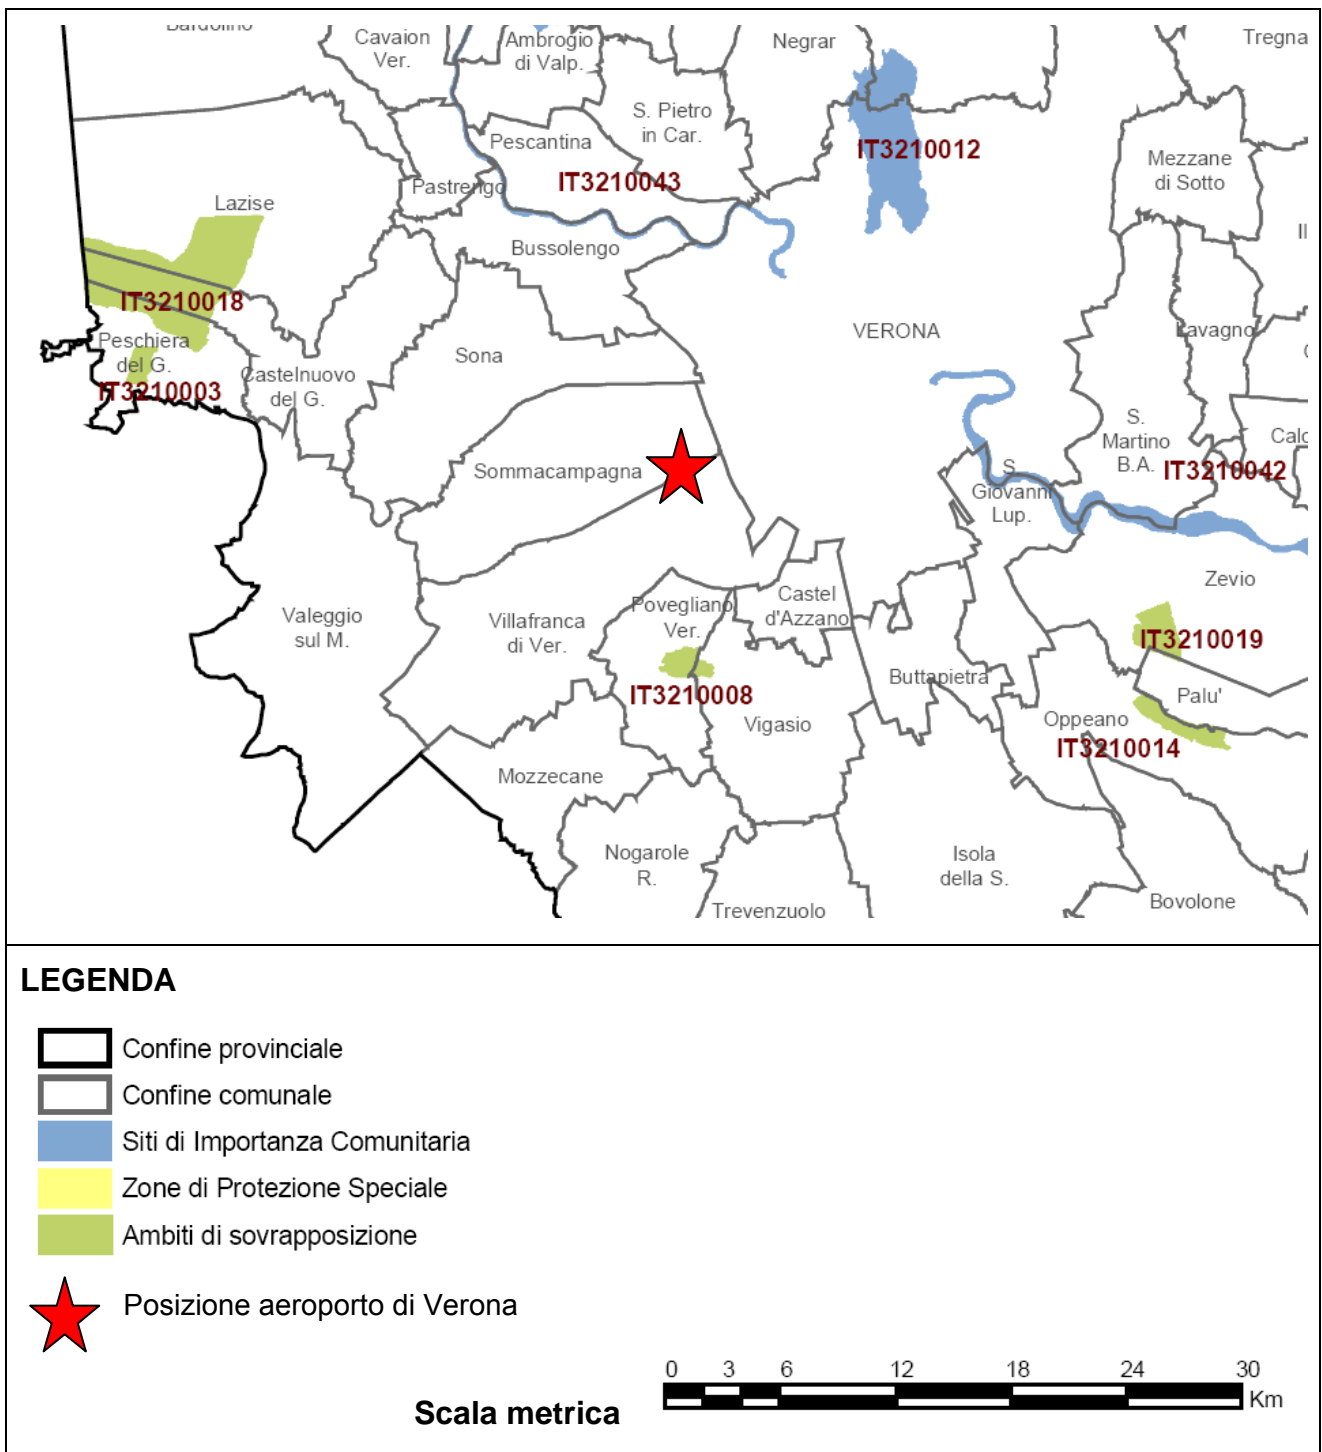 Bardolino
Cavaion
Ver.
Ambrogio
di Valp.
Negrar
Tregna
S. Pietro
in Car.
Pescantina
IT3210012
Mezzane
di Sotto
IT3210043
Pastrengo
Lazise
Il
Bussolengo
IT3210018
VERONA
Lavagno
Peschiera
del G.
Sona
Castelnuovo
del G.
IT3210003
S.
Martino
B.A.
Calc
Sommacampagna
IT3210042
S.
Giovanni
Lup.
Zevio
Castel
d'Azzano
Povegliano
Ver.
Valeggio
sul M.
Villafranca
di Ver.
IT3210019
Buttapietra
IT3210008
Palu'
Vigasio
Oppeano
IT3210014
Mozzecane
Nogarole
R.
Isola
della S.
Bovolone
Trevenzuolo
LEGENDA
Confine provinciale
Confine comunale
Siti di Importanza Comunitaria
Zone di Protezione Speciale
Ambiti di sovrapposizione
Posizione aeroporto di Verona
0 3 6 12 18 24 30
Km
Scala metrica